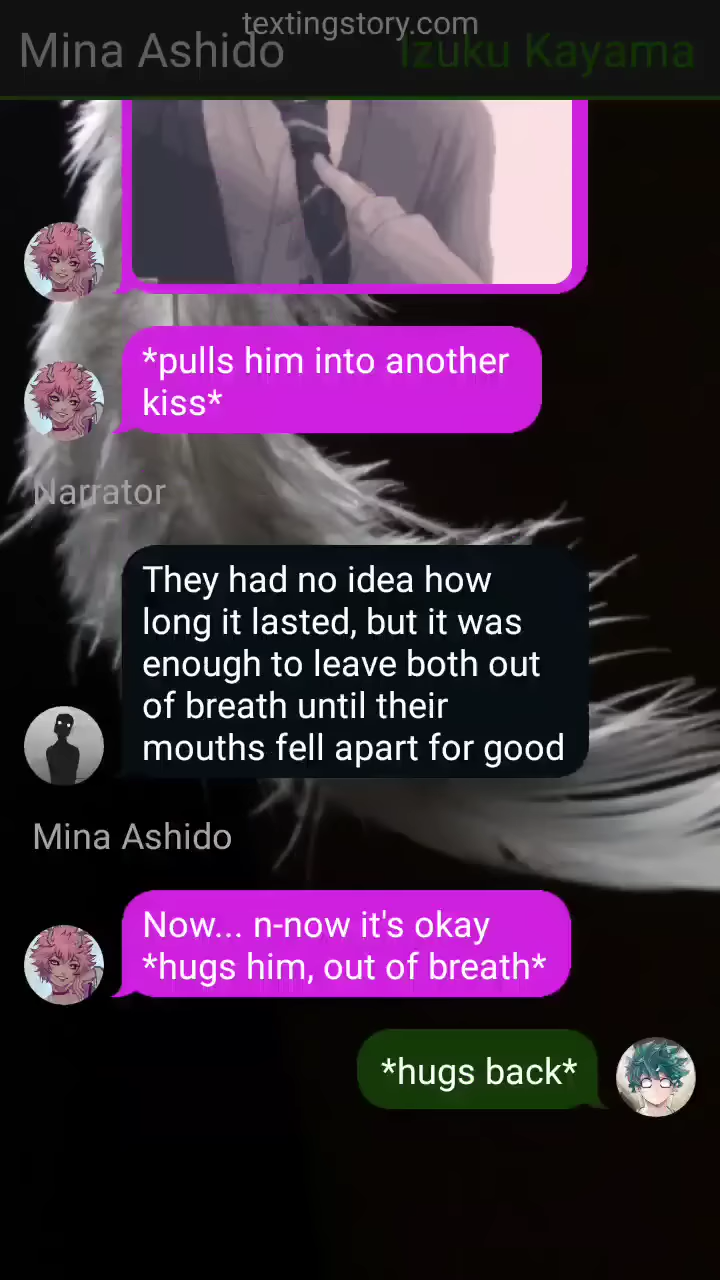 textingstory.com
Mina Ashido
Izuku Kayama
*pulls him into another
kiss*
Narrator
They had no idea how
long it lasted, but it was
enough to leave both out
of breath until their
mouths fell apart for good
Mina Ashido
Now... n-now it's okay
*hugs him, out of breath*
*hugs back*